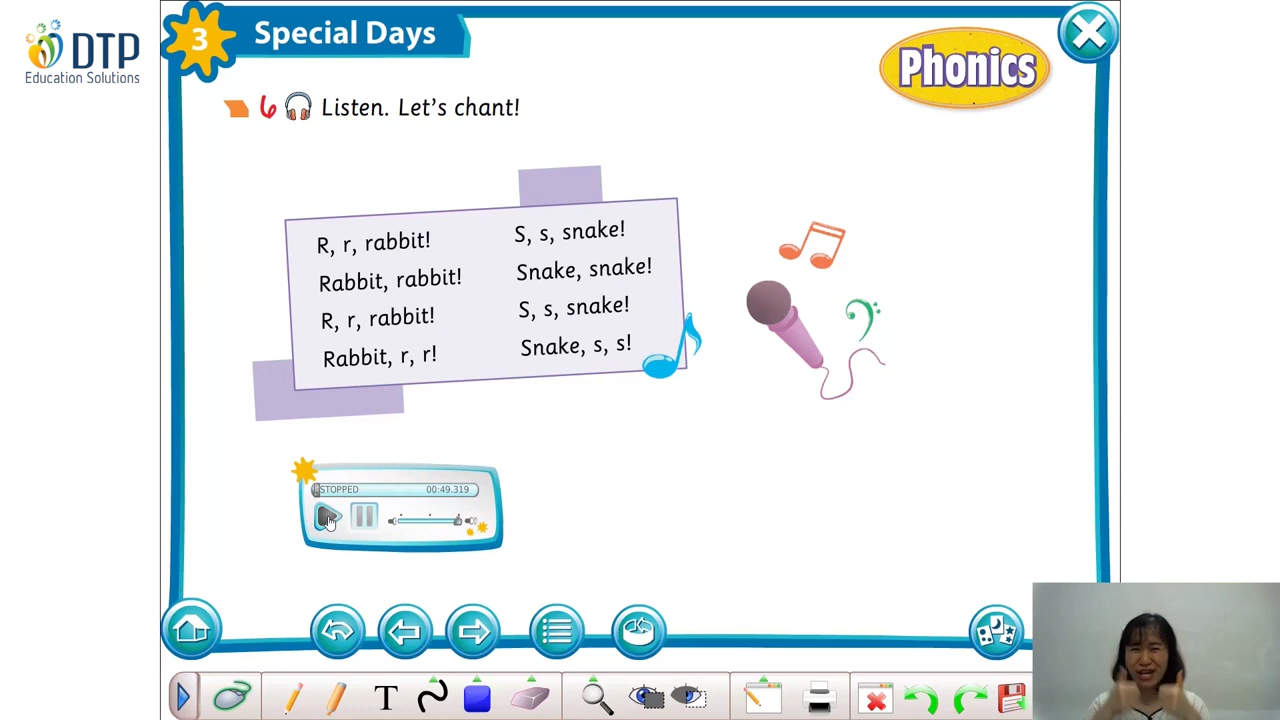 DTP
Education Solutions
3
Special Days
Phonics
6 Listen. Let's chant!
R, r, rabbit!
Rabbit, rabbit!
R, r, rabbit!
Rabbit, r, r!
S, s, snake!
Snake, snake!
S, s, snake!
Snake, s, s!
STOPPED 00:49.319
T